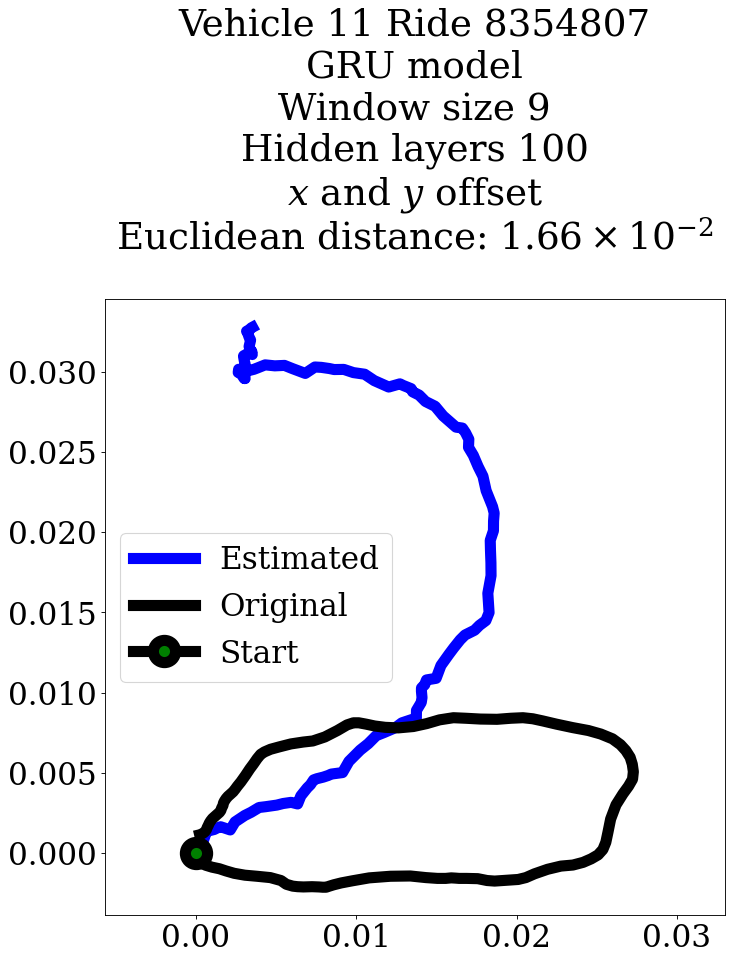 Vehicle 11 Ride 8354807
GRU model
Window size 9
Hidden layers 100
x and y offset
Euclidean distance: 1.66 × 10⁻²
0.030
0.025
0.020
0.015
0.010
0.005
0.000
Estimated
Original
Start
0.00 0.01 0.02 0.03